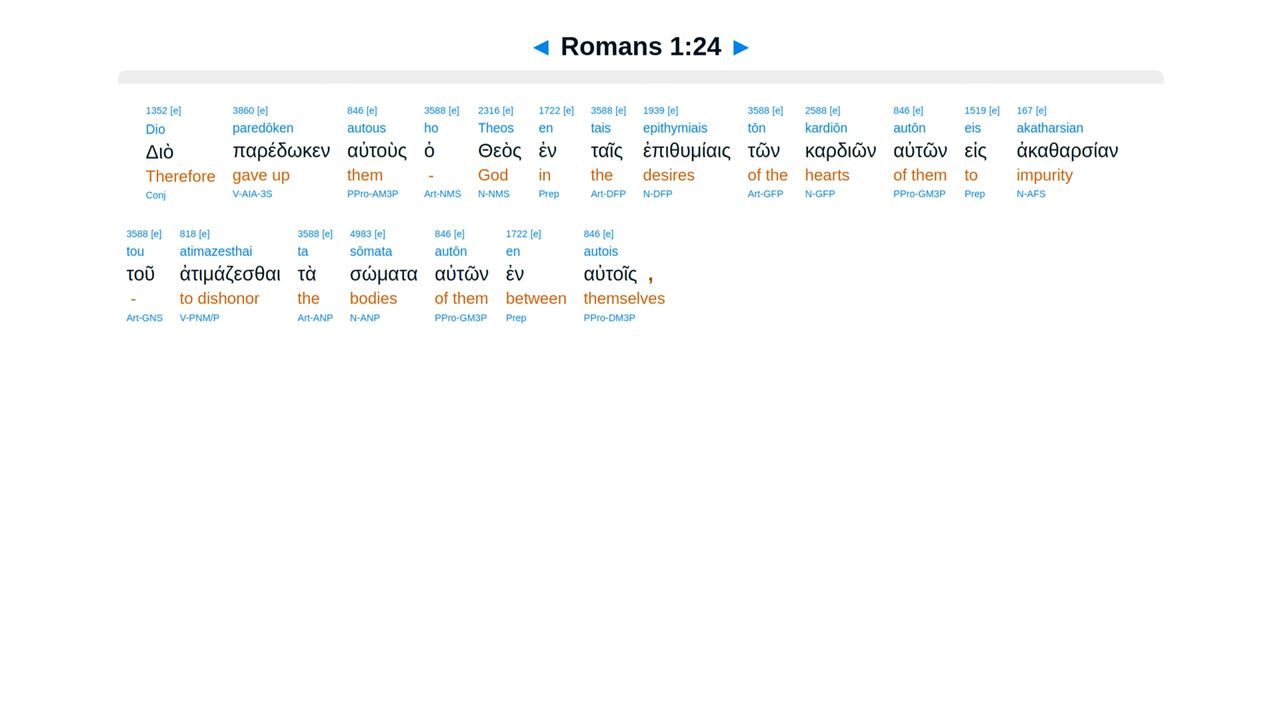 ◄ Romans 1:24 ►
1352 [e] 3860 [e] 846 [e] 3588 [e] 2316 [e] 1722 [e] 3588 [e] 1939 [e] 3588 [e] 2588 [e] 846 [e] 1519 [e] 167 [e]
Dio paredōken autous ho Theos en tais epithymiais tōn kardiōn autōn eis akatharsian
Διὸ παρέδωκεν αὐτοὺς ὁ Θεὸς ἐν ταῖς ἐπιθυμίαις τῶν καρδιῶν αὐτῶν εἰς ἀκαθαρσίαν
Therefore gave up them - God in the desires of the hearts of them to impurity
Conj V-AIA-3S PPro-AM3P Art-NMS N-NMS Prep Art-DFP N-DFP Art-GFP N-GFP PPro-GM3P Prep N-AFS
3588 [e] 818 [e] 3588 [e] 4983 [e] 846 [e] 1722 [e] 846 [e]
tou atimazesthai ta sōmata autōn en autois
τοῦ ἀτιμάζεσθαι τὰ σώματα αὐτῶν ἐν αὐτοῖς ,
- to dishonor the bodies of them between themselves
Art-GNS V-PNM/P Art-ANP N-ANP PPro-GM3P Prep PPro-DM3P